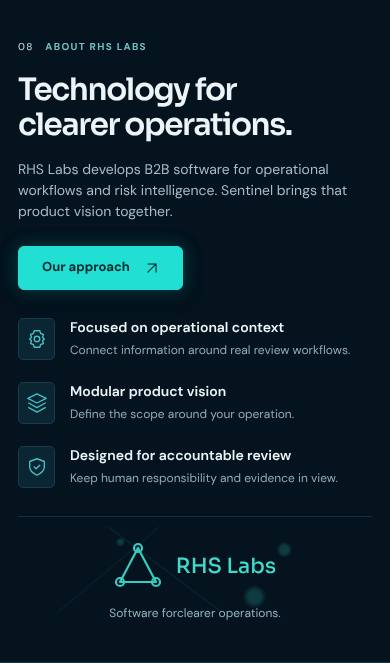 08 ABOUT RHS LABS
Technology for
clearer operations.
RHS Labs develops B2B software for operational
workflows and risk intelligence. Sentinel brings that
product vision together.
Our approach
Focused on operational context
Connect information around real review workflows.
Modular product vision
Define the scope around your operation.
Designed for accountable review
Keep human responsibility and evidence in view.
RHS Labs
Software forclearer operations.